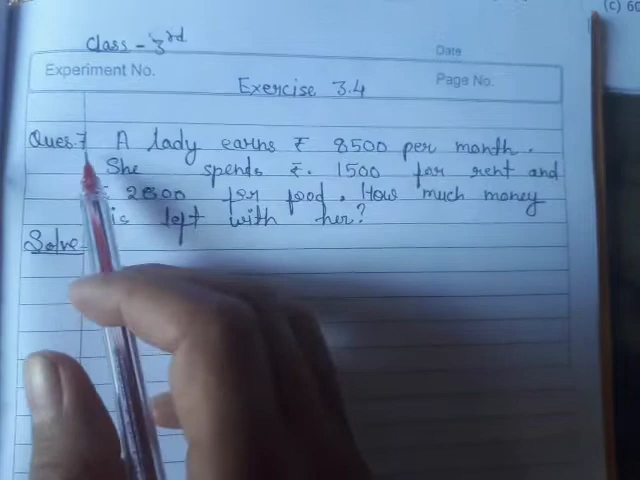 (c) 60
Class - 3rd
Date
Experiment No.
Exercise 3.4
Page No.
Ques.7 A lady earns ₹ 8500 per month.
She spends ₹. 1500 for rent and
for food. How much money
is left with her?
Solve